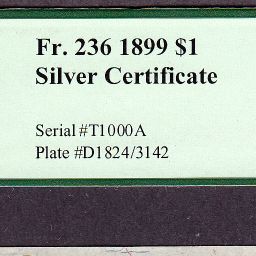 Fr. 236 1899 $1
Silver Certificate
Serial #T1000A
Plate #D1824/3142